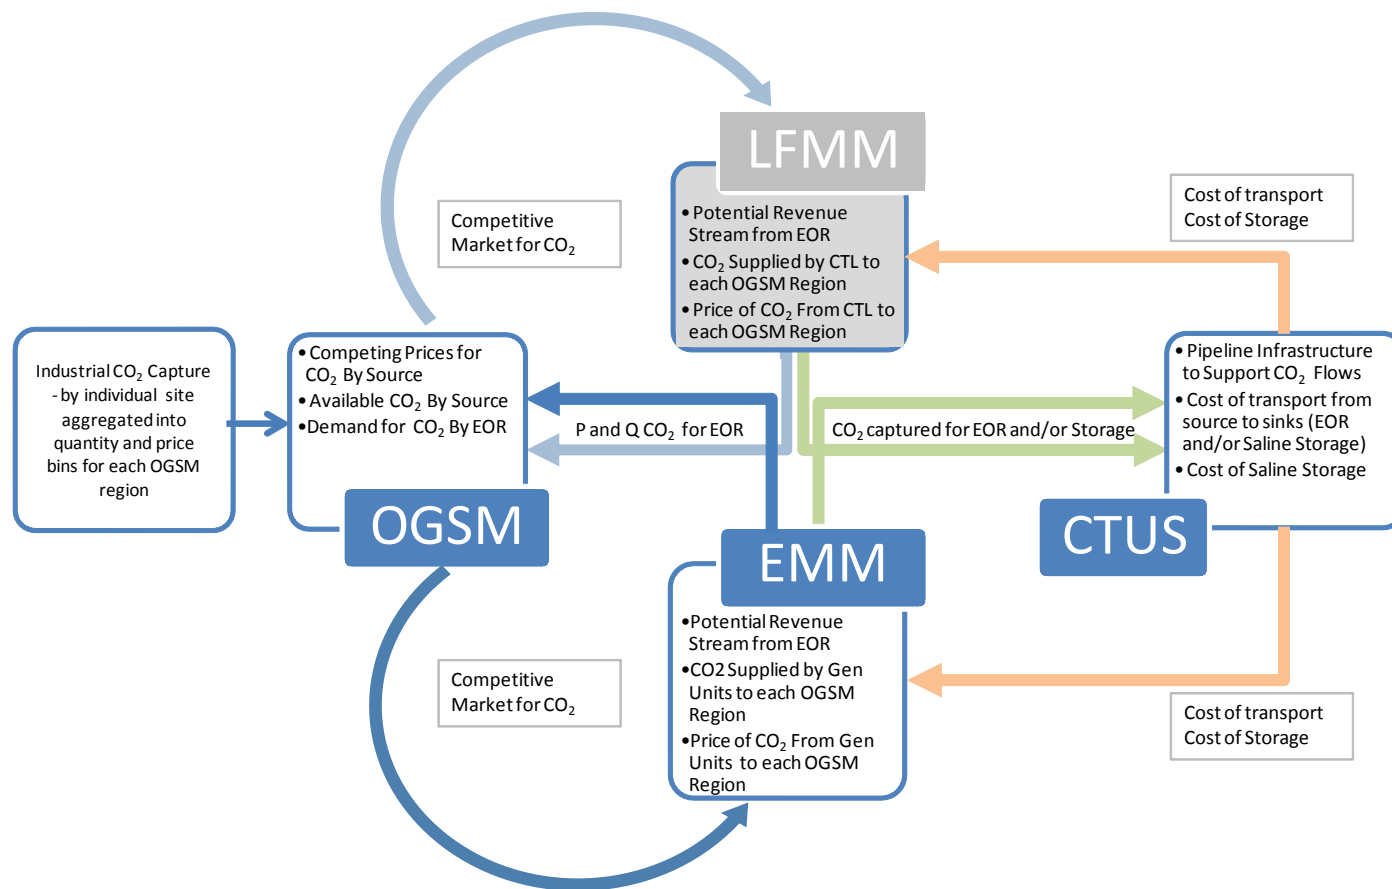 LFMM
• Potential Revenue
Stream from EOR
• CO₂ Supplied by CTL to
each OGSM Region
• Price of CO₂ From CTL to
each OGSM Region
Competitive
Market for CO₂
Cost of transport
Cost of Storage
Industrial CO₂ Capture
- by individual site
aggregated into
quantity and price
bins for each OGSM
region
• Competing Prices for
CO₂ By Source
• Available CO₂ By Source
• Demand for CO₂ By EOR
OGSM
P and Q CO₂ for EOR
CO₂ captured for EOR and/or Storage
• Pipeline Infrastructure
to Support CO₂ Flows
• Cost of transport from
source to sinks (EOR
and/or Saline Storage)
• Cost of Saline Storage
CTUS
EMM
•Potential Revenue
Stream from EOR
•CO2 Supplied by Gen
Units to each OGSM
Region
•Price of CO₂ From Gen
Units to each OGSM
Region
Competitive
Market for CO₂
Cost of transport
Cost of Storage